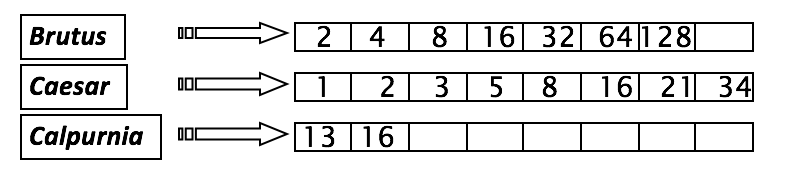 Brutus 2 4 8 16 32 64 128
Caesar 1 2 3 5 8 16 21 34
Calpurnia 13 16